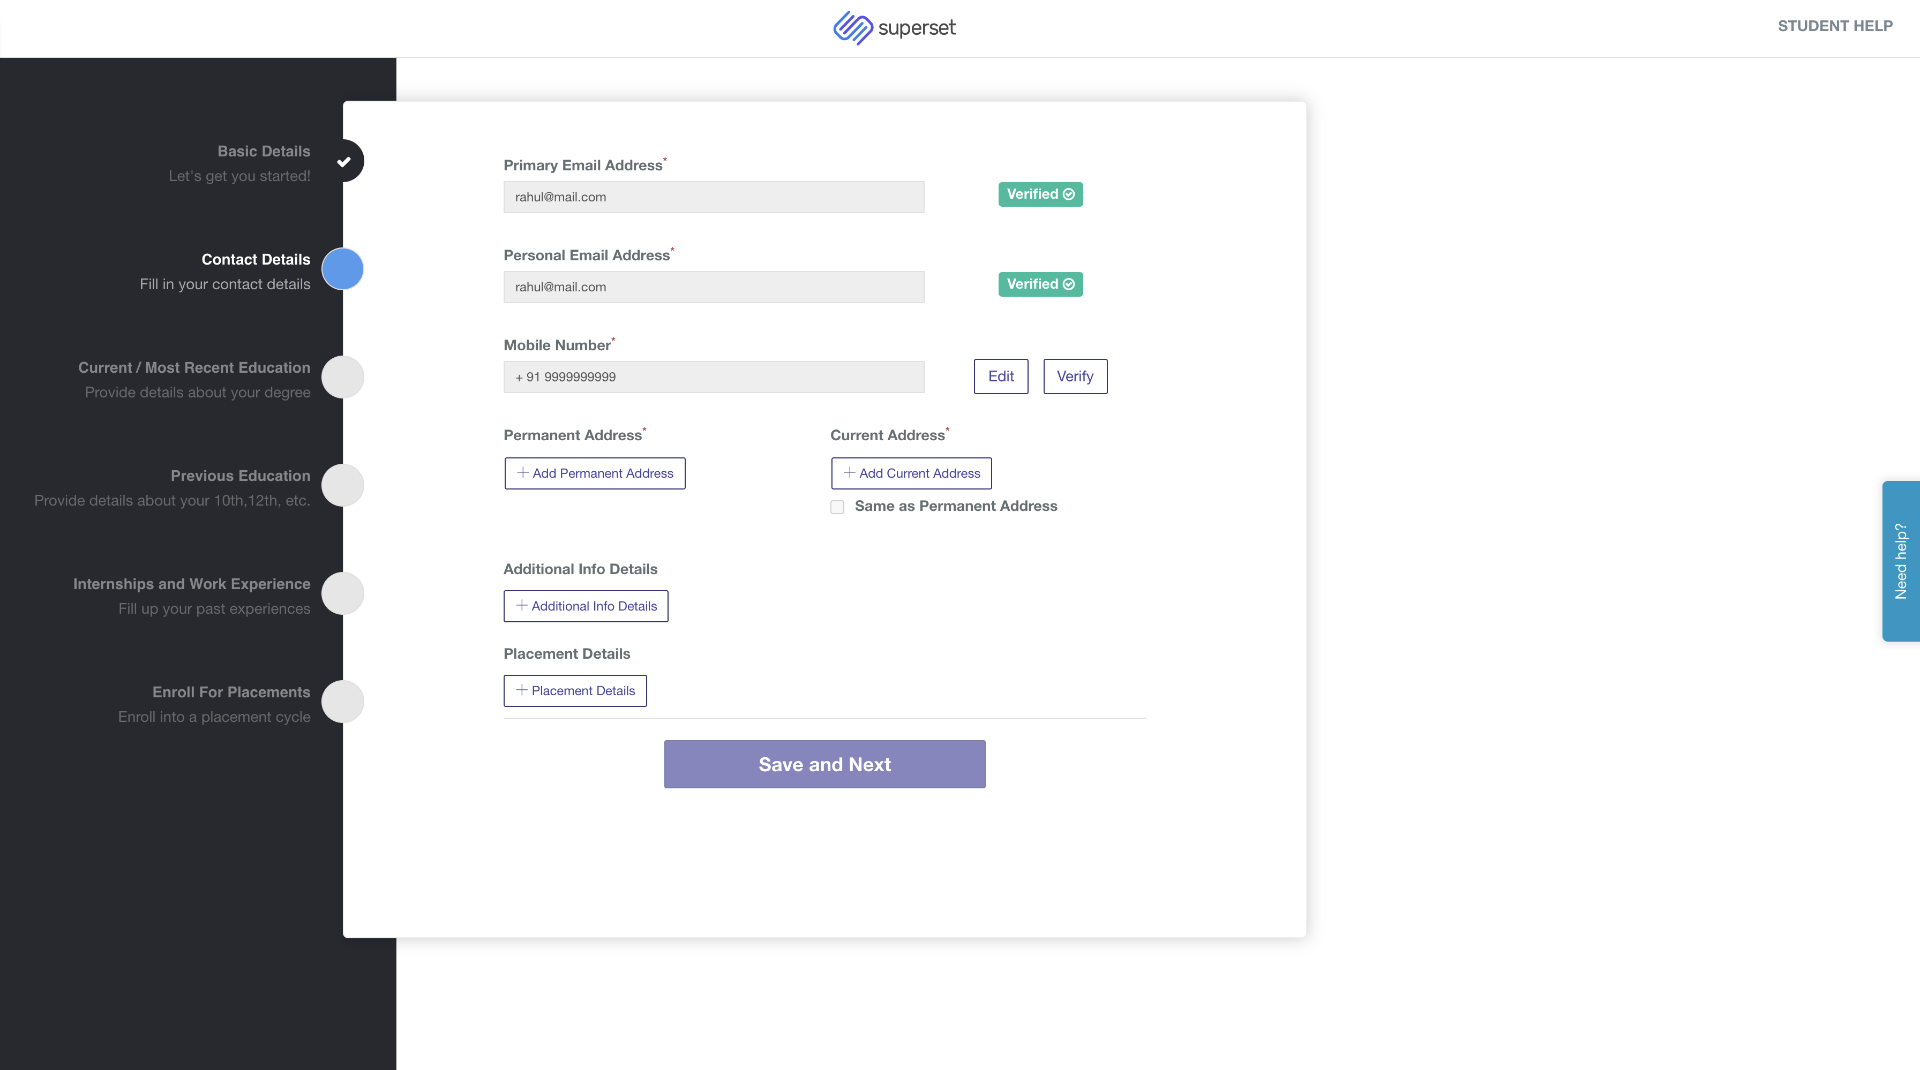 superset
STUDENT HELP
Basic Details
Let's get you started!
Contact Details
Fill in your contact details
Current / Most Recent Education
Provide details about your degree
Previous Education
Provide details about your 10th,12th, etc.
Internships and Work Experience
Fill up your past experiences
Enroll For Placements
Enroll into a placement cycle
Primary Email Address*
rahul@mail.com
Verified
Personal Email Address*
rahul@mail.com
Verified
Mobile Number*
+ 91 9999999999
Edit
Verify
Permanent Address*
+ Add Permanent Address
Current Address*
+ Add Current Address
Same as Permanent Address
Additional Info Details
+ Additional Info Details
Placement Details
+ Placement Details
Save and Next
Need help?